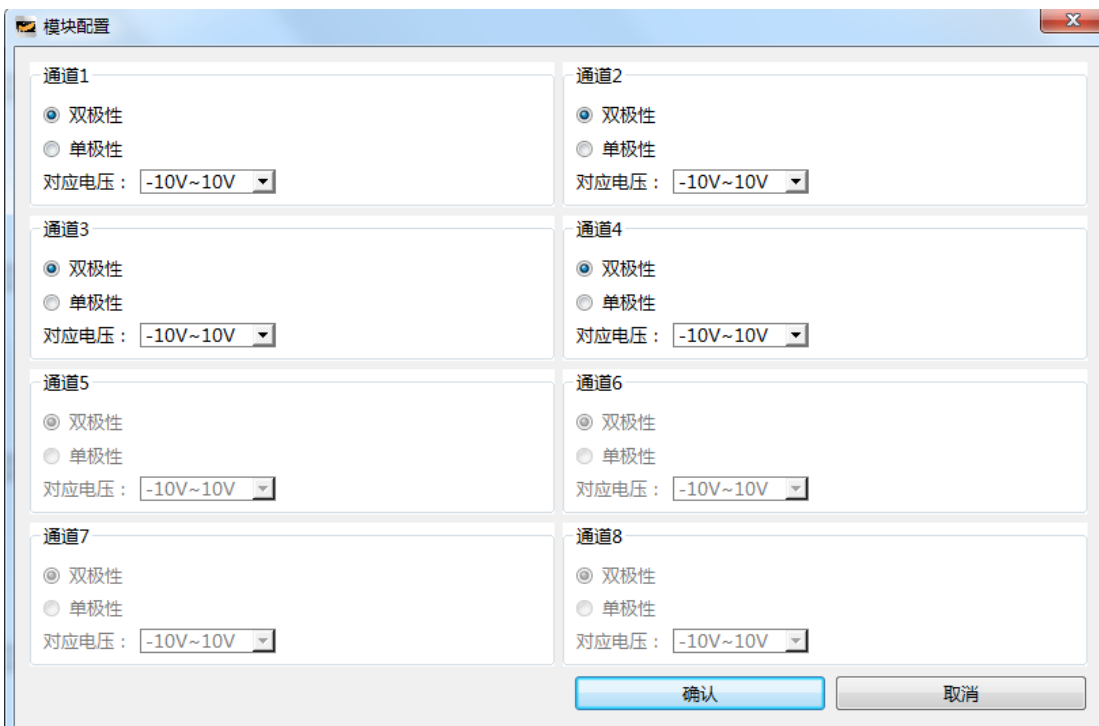 模块配置
通道1
双极性
单极性
对应电压： -10V~10V
通道2
双极性
单极性
对应电压： -10V~10V
通道3
双极性
单极性
对应电压： -10V~10V
通道4
双极性
单极性
对应电压： -10V~10V
通道5
双极性
单极性
对应电压： -10V~10V
通道6
双极性
单极性
对应电压： -10V~10V
通道7
双极性
单极性
对应电压： -10V~10V
通道8
双极性
单极性
对应电压： -10V~10V
确认
取消